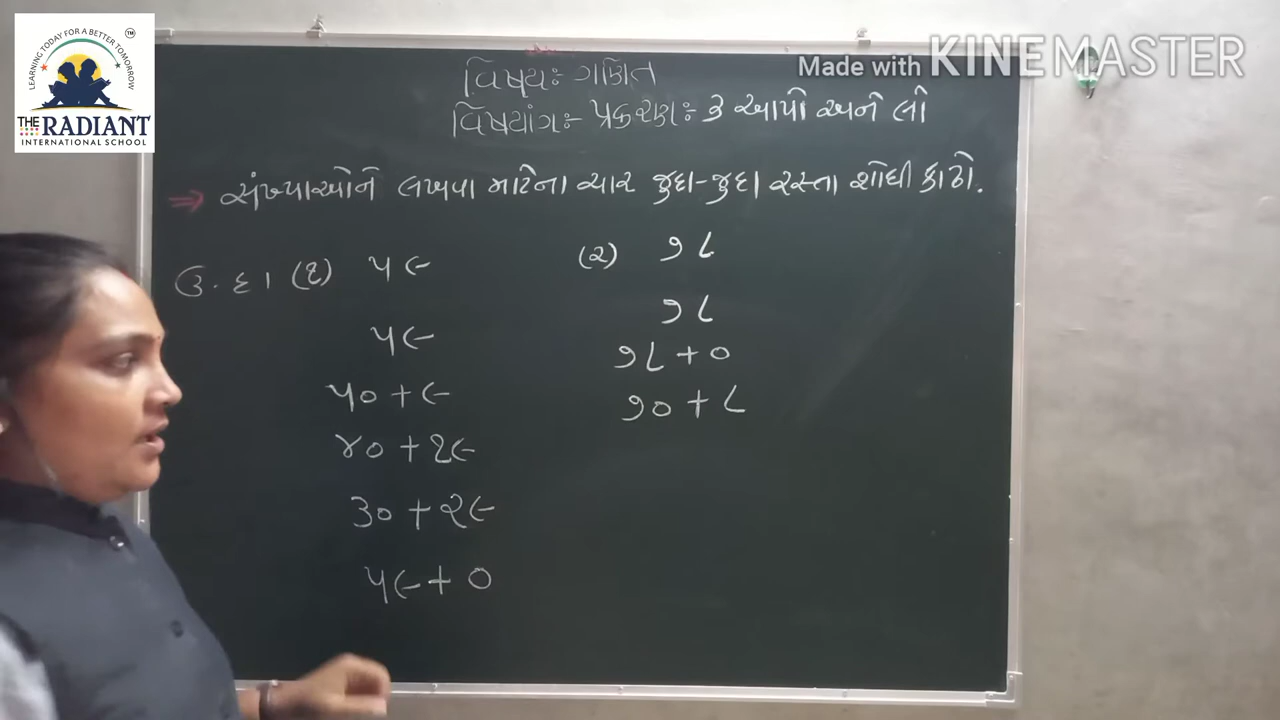 LEARNING TODAY FOR A BETTER TOMORROW
TM
THE RADIANT
INTERNATIONAL SCHOOL
Made with KINEMASTER
વિષયઃ ગણિત
વિષયાંગઃ- પ્રકરણઃ ૩ આપો અને લો
⇒ સંખ્યાઓને લખવા માટેના ચાર જુદા-જુદા રસ્તા શોધી કાઢો.
ઉ.દા (૧) ૫૯
૫૯
૫૦ + ૯
૪૦ + ૧૯
૩૦ + ૨૯
૫૯ + ૦
(૨) ૭૮
૭૮
૭૮ + ૦
૭૦ + ૮